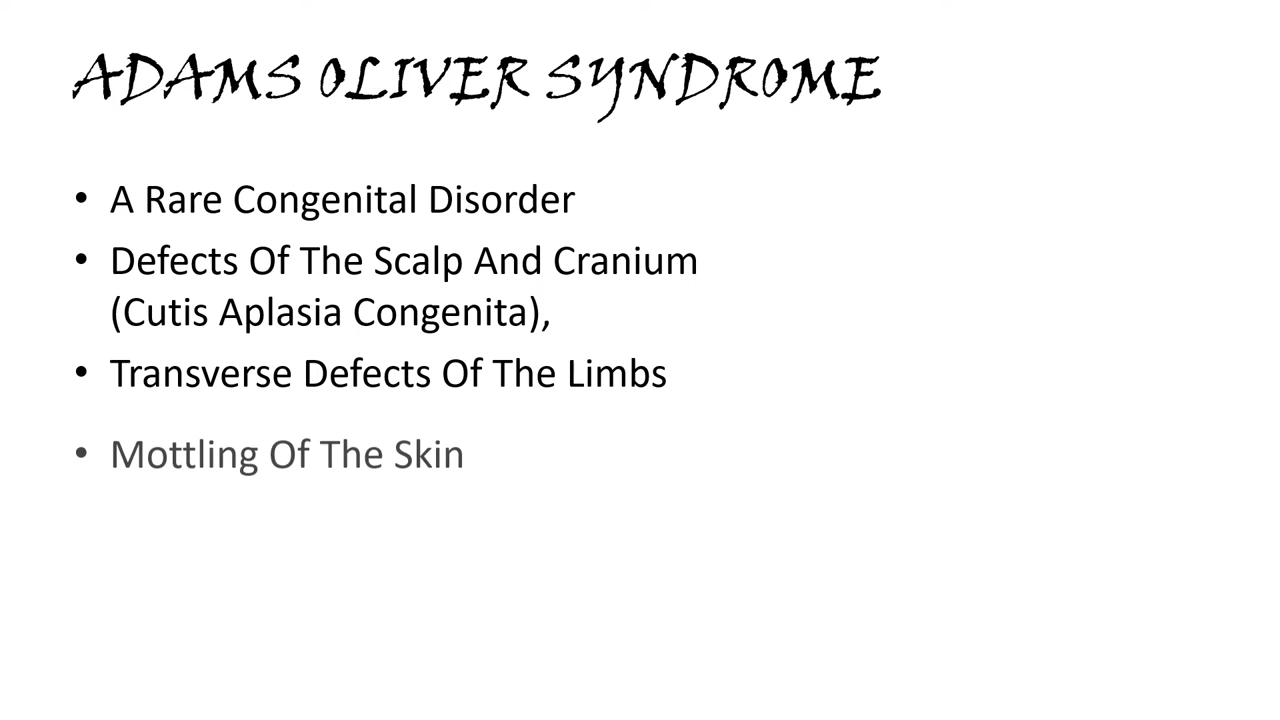 ADAMS OLIVER SYNDROME
• A Rare Congenital Disorder
• Defects Of The Scalp And Cranium
(Cutis Aplasia Congenita),
• Transverse Defects Of The Limbs
• Mottling Of The Skin